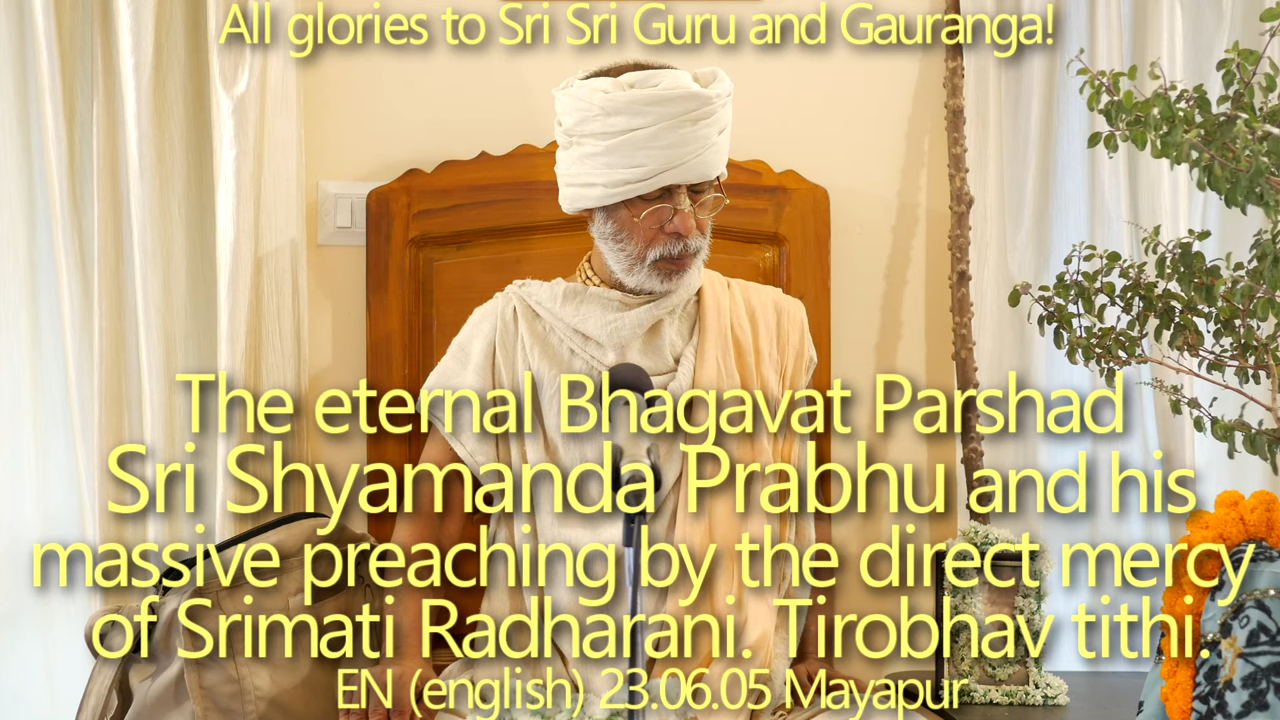 All glories to Sri Sri Guru and Gauranga!
The eternal Bhagavat Parshad
Sri Shyamanda Prabhu and his
massive preaching by the direct mercy
of Srimati Radharani. Tirobhav tithi.
EN (english) 23.06.05 Mayapur